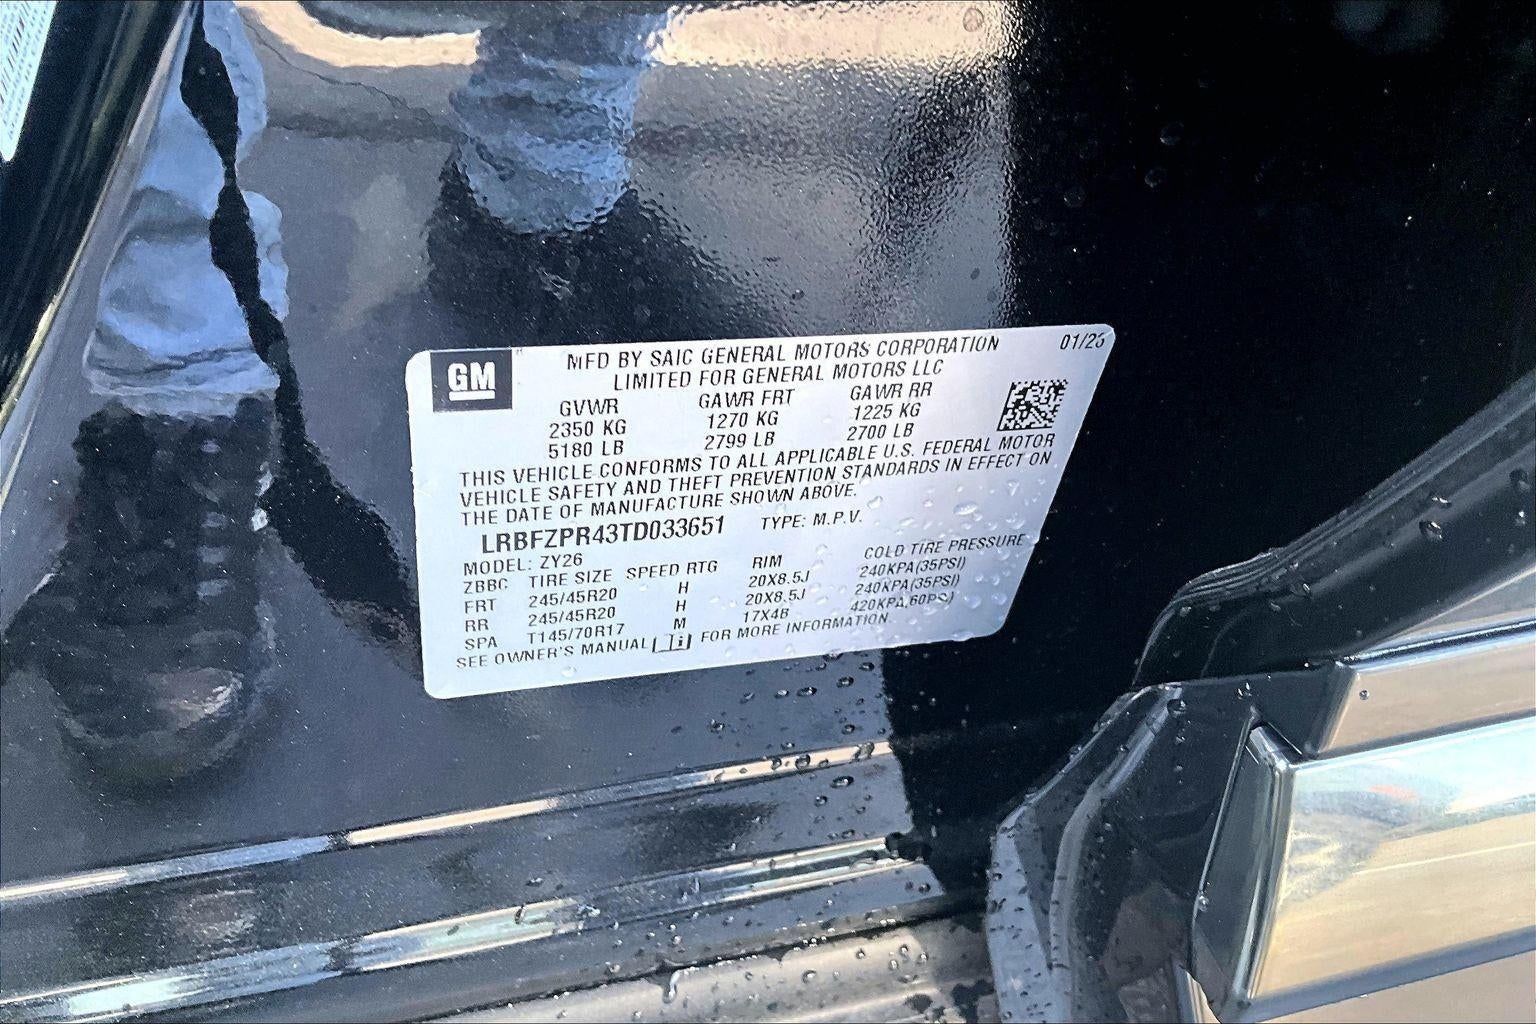 GM
MFD BY SAIC GENERAL MOTORS CORPORATION
LIMITED FOR GENERAL MOTORS LLC
GVWR GAWR FRT GAWR RR
2350 KG 1270 KG 1225 KG
5180 LB 2799 LB 2700 LB
THIS VEHICLE CONFORMS TO ALL APPLICABLE U.S. FEDERAL MOTOR
VEHICLE SAFETY AND THEFT PREVENTION STANDARDS IN EFFECT ON
THE DATE OF MANUFACTURE SHOWN ABOVE.
LRBFZPR43TD033651 TYPE: M.P.V.
MODEL: ZY26
ZBBC TIRE SIZE SPEED RTG RIM COLD TIRE PRESSURE
FRT 245/45R20 H 20X8.5J 240KPA(35PSI)
RR 245/45R20 H 20X8.5J 240KPA(35PSI)
SPA T145/70R17 M 17X4B 420KPA(60PSI)
SEE OWNER'S MANUAL FOR MORE INFORMATION.